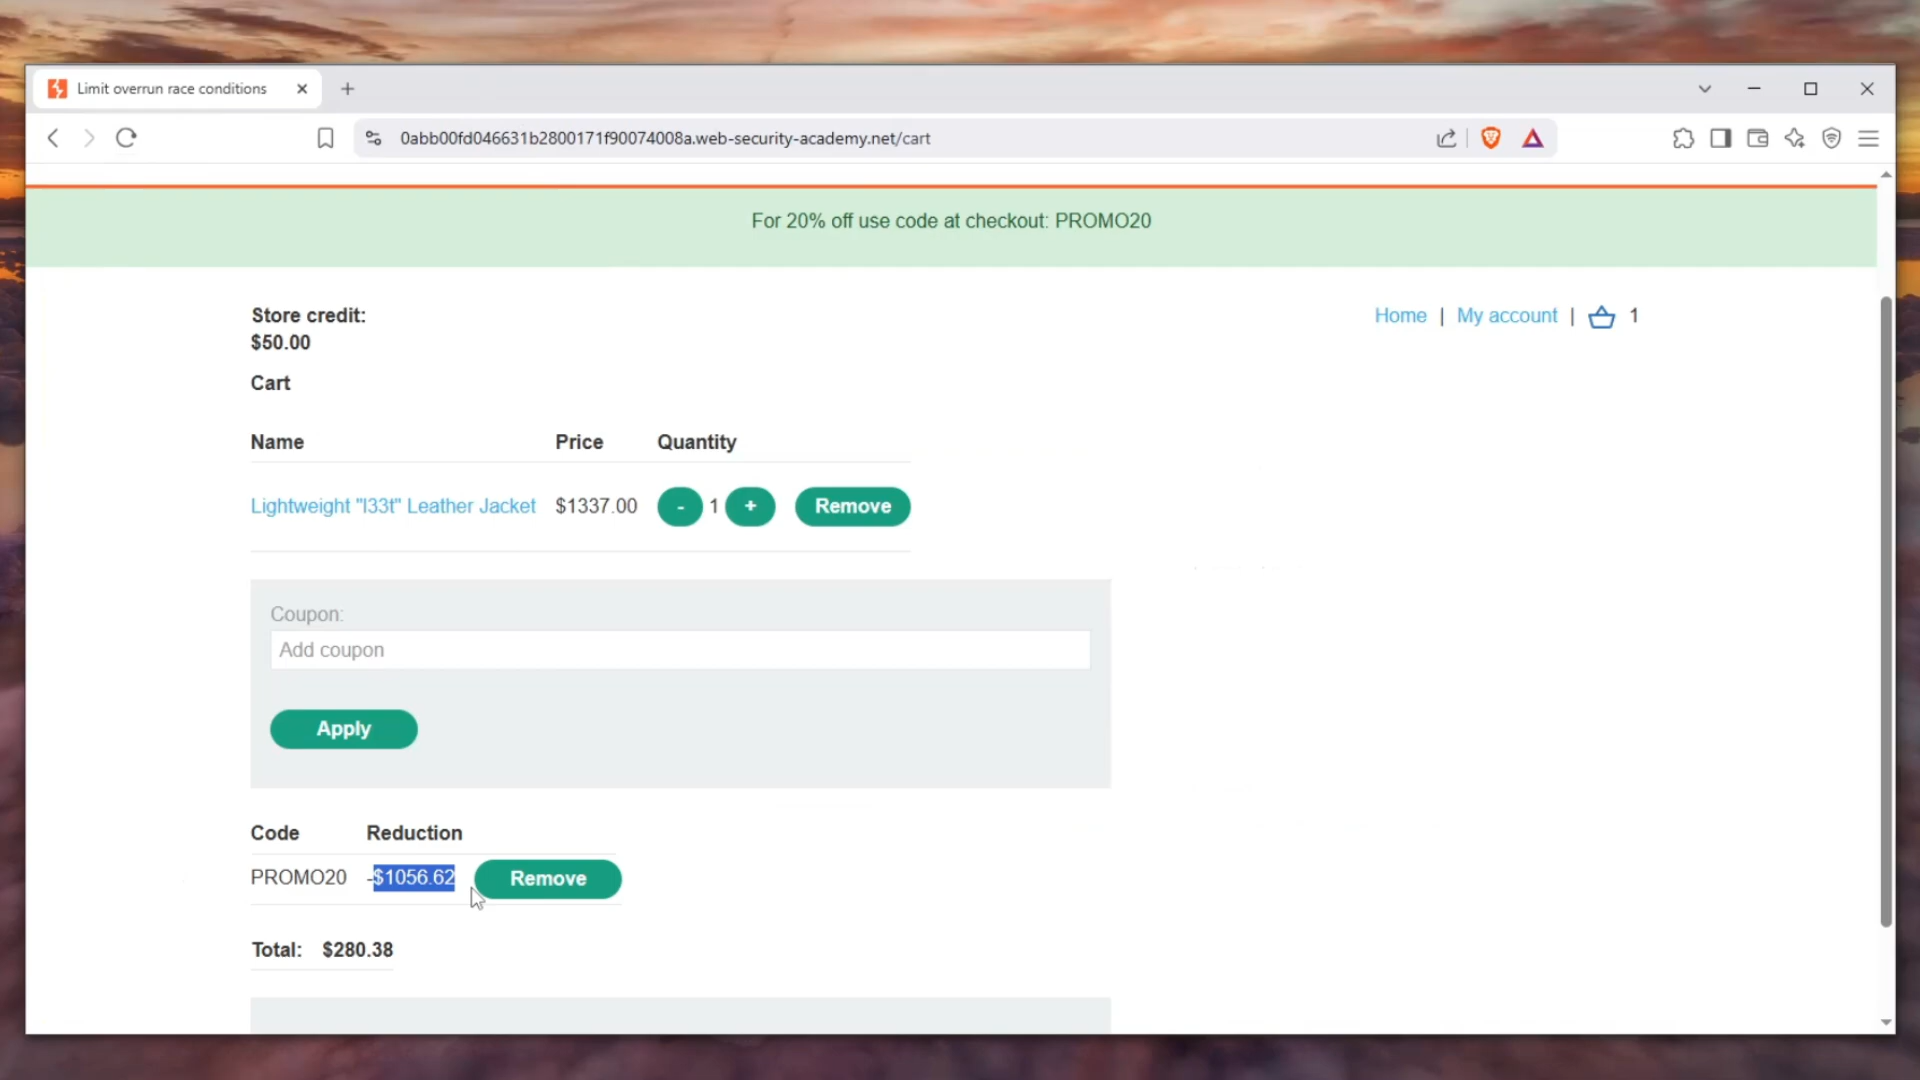 Limit overrun race conditions
0abb00fd046631b2800171f90074008a.web-security-academy.net/cart
For 20% off use code at checkout: PROMO20
Store credit:
$50.00
Home | My account | 1
Cart
Name Price Quantity
Lightweight "l33t" Leather Jacket $1337.00 - 1 + Remove
Coupon:
Add coupon
Apply
Code Reduction
PROMO20 -$1056.62 Remove
Total: $280.38